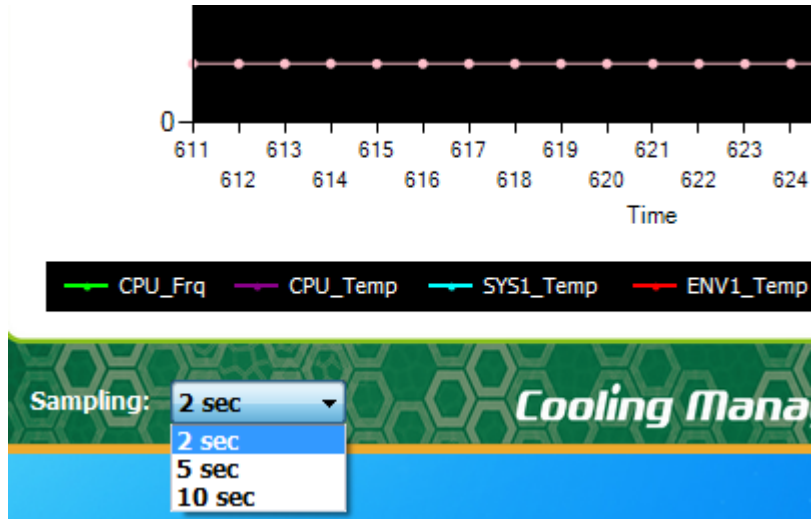 0
611 613 615 617 619 621 623
612 614 616 618 620 622 624
Time
CPU_Frq CPU_Temp SYS1_Temp ENV1_Temp
Sampling: 2 sec Cooling Mana
2 sec
5 sec
10 sec